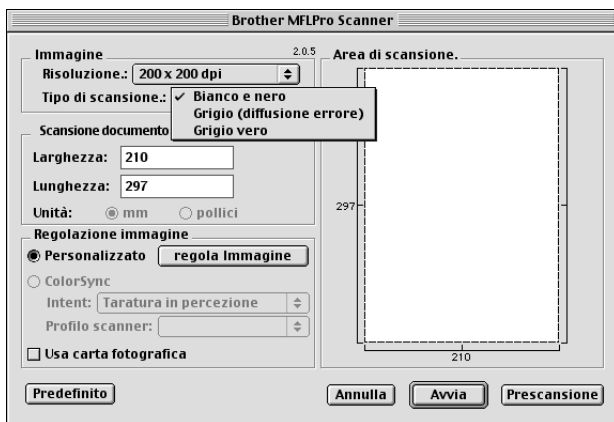 Brother MFLPro Scanner
Immagine
2.0.5
Risoluzione.: 200 x 200 dpi
Tipo di scansione.: ✓ Bianco e nero
Grigio (diffusione errore)
Grigio vero
Scansione documento
Larghezza: 210
Lunghezza: 297
Unità: mm pollici
Regolazione immagine
Personalizzato regola Immagine
ColorSync
Intent: Taratura in percezione
Profilo scanner:
Usa carta fotografica
Area di scansione.
297
210
Predefinito
Annulla Avvia Prescansione